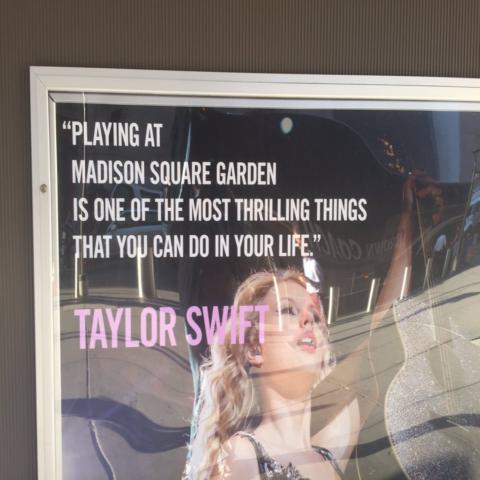 “PLAYING AT
MADISON SQUARE GARDEN
IS ONE OF THE MOST THRILLING THINGS
THAT YOU CAN DO IN YOUR LIFE.”
TAYLOR SWIFT